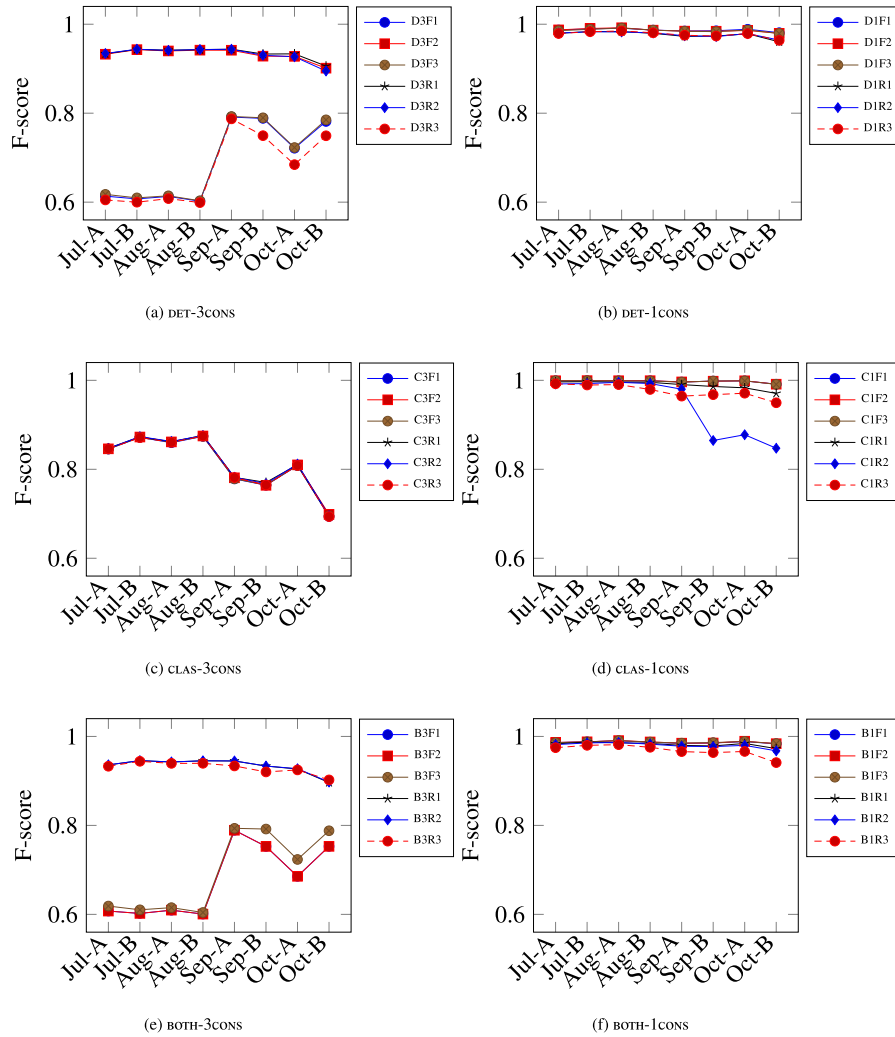 1
0.8
0.6
F-score
Jul-A
Jul-B
Aug-A
Aug-B
Sep-A
Sep-B
Oct-A
Oct-B
D3F1
D3F2
D3F3
D3R1
D3R2
D3R3
(a) DET-3CONS
1
0.8
0.6
F-score
Jul-A
Jul-B
Aug-A
Aug-B
Sep-A
Sep-B
Oct-A
Oct-B
D1F1
D1F2
D1F3
D1R1
D1R2
D1R3
(b) DET-1CONS
1
0.8
0.6
F-score
Jul-A
Jul-B
Aug-A
Aug-B
Sep-A
Sep-B
Oct-A
Oct-B
C3F1
C3F2
C3F3
C3R1
C3R2
C3R3
(c) CLAS-3CONS
1
0.8
0.6
F-score
Jul-A
Jul-B
Aug-A
Aug-B
Sep-A
Sep-B
Oct-A
Oct-B
C1F1
C1F2
C1F3
C1R1
C1R2
C1R3
(d) CLAS-1CONS
1
0.8
0.6
F-score
Jul-A
Jul-B
Aug-A
Aug-B
Sep-A
Sep-B
Oct-A
Oct-B
B3F1
B3F2
B3F3
B3R1
B3R2
B3R3
(e) BOTH-3CONS
1
0.8
0.6
F-score
Jul-A
Jul-B
Aug-A
Aug-B
Sep-A
Sep-B
Oct-A
Oct-B
B1F1
B1F2
B1F3
B1R1
B1R2
B1R3
(f) BOTH-1CONS